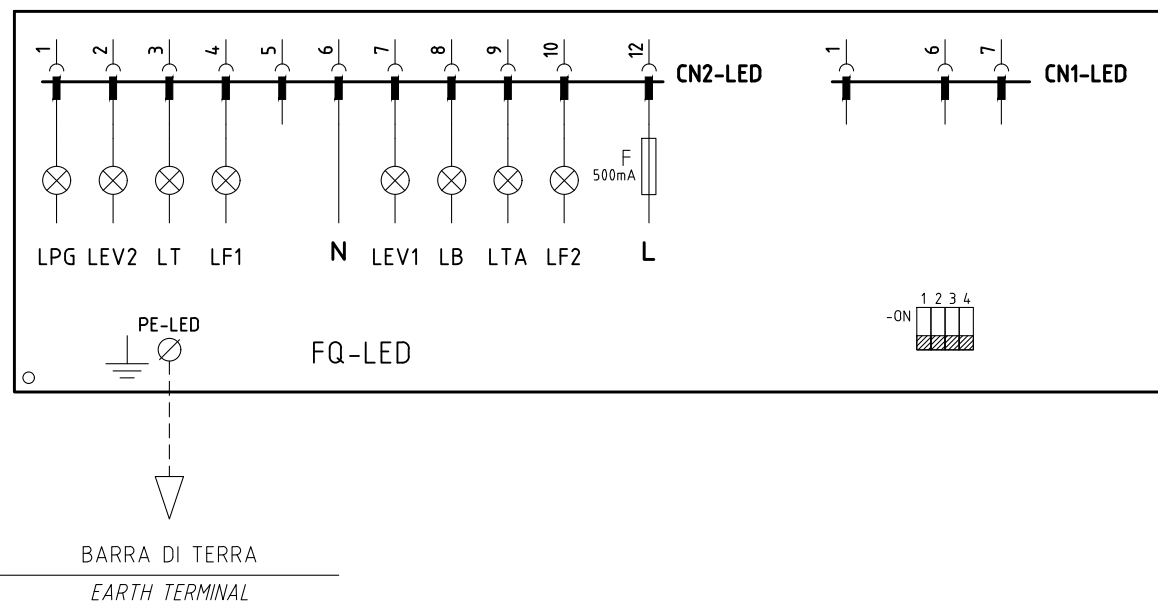 1 2 3 4 5 6 7 8 9 10 12 CN2-LED
1 6 7 CN1-LED
F
500mA
LPG LEV2 LT LF1 N LEV1 LB LTA LF2 L
1 2 3 4
-ON
PE-LED
FQ-LED
BARRA DI TERRA
EARTH TERMINAL